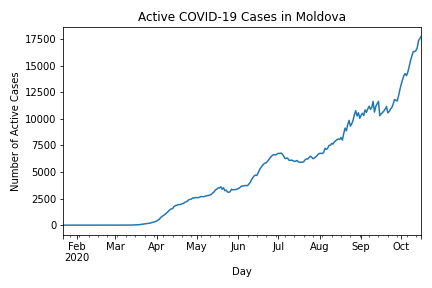 Active COVID-19 Cases in Moldova
Number of Active Cases
17500
15000
12500
10000
7500
5000
2500
0
Feb Mar Apr May Jun Jul Aug Sep Oct
2020
Day